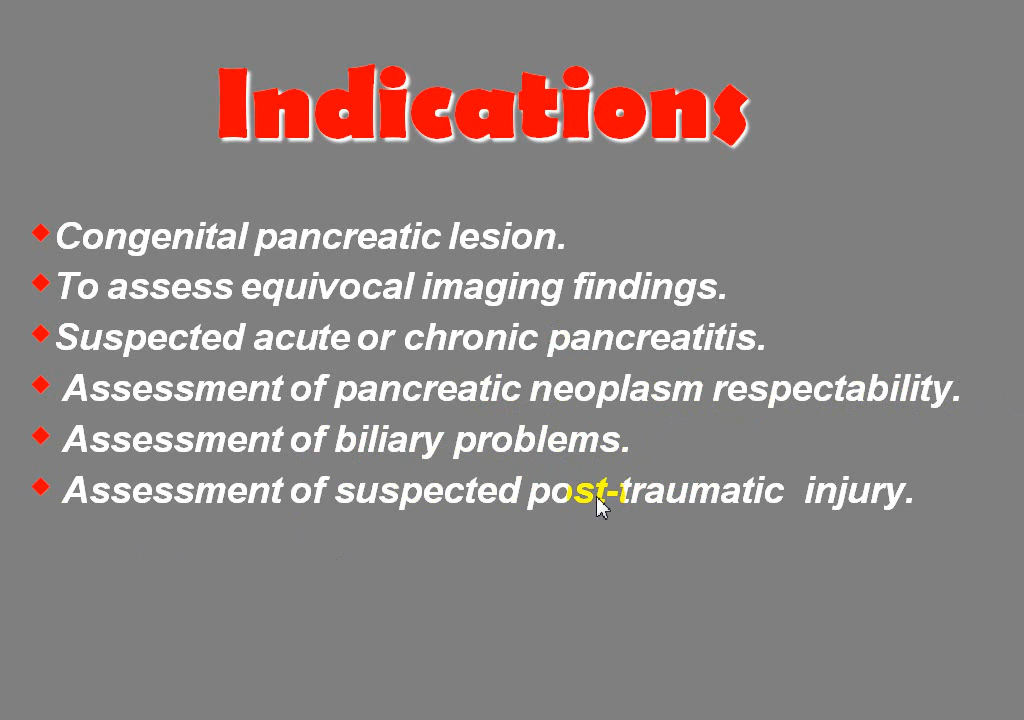 Indications
Congenital pancreatic lesion.
To assess equivocal imaging findings.
Suspected acute or chronic pancreatitis.
Assessment of pancreatic neoplasm respectability.
Assessment of biliary problems.
Assessment of suspected post-traumatic injury.